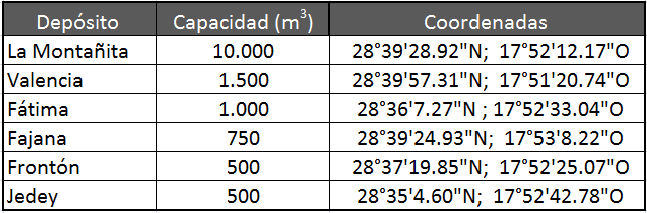 Depósito Capacidad (m³) Coordenadas
La Montañita 10.000 28°39'28.92"N; 17°52'12.17"O
Valencia 1.500 28°39'57.31"N; 17°51'20.74"O
Fátima 1.000 28°36'7.27"N ; 17°52'33.04"O
Fajana 750 28°39'24.93"N; 17°53'8.22"O
Frontón 500 28°37'19.85"N; 17°52'25.07"O
Jedey 500 28°35'4.60"N; 17°52'42.78"O